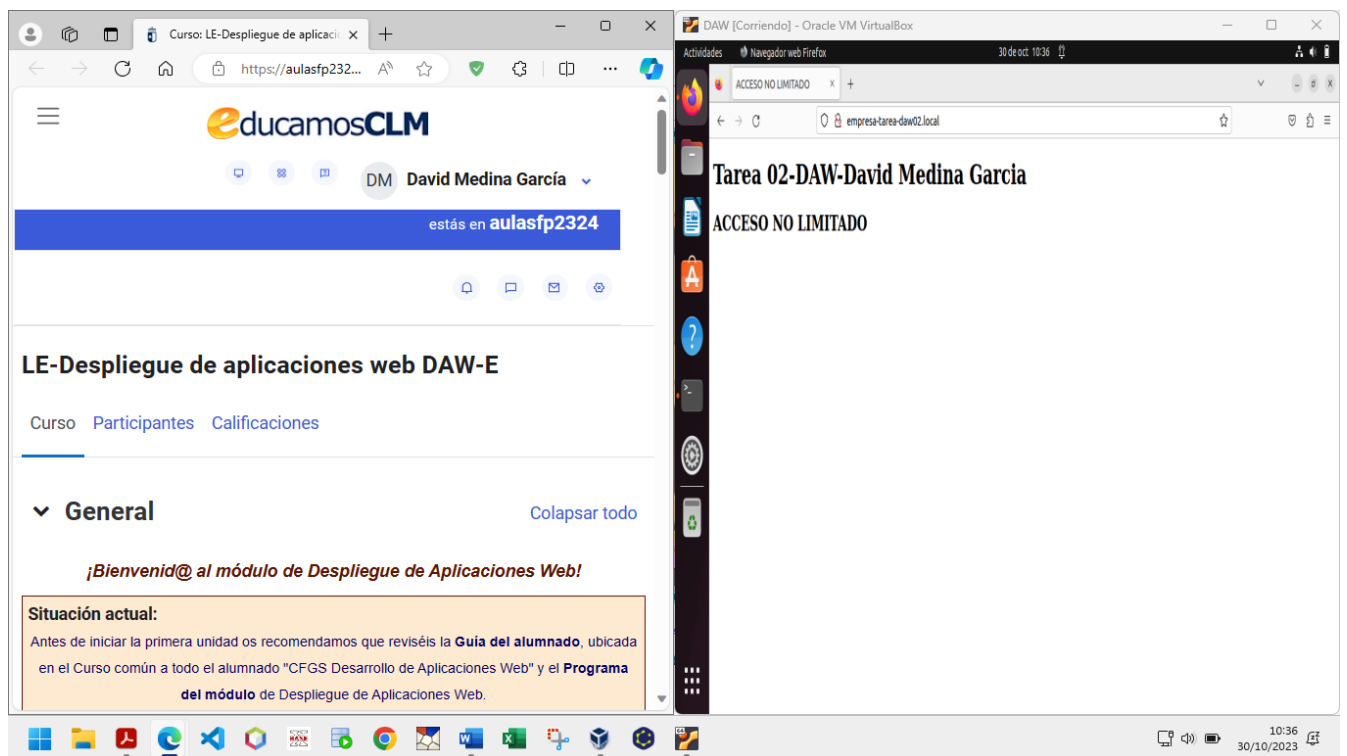 Curso: LE-Despliegue de aplicacio
https://aulasfp232...
educamosCLM
DM David Medina García
estás en aulasfp2324
LE-Despliegue de aplicaciones web DAW-E
Curso Participantes Calificaciones
General Colapsar todo
¡Bienvenid@ al módulo de Despliegue de Aplicaciones Web!
Situación actual:
Antes de iniciar la primera unidad os recomendamos que reviséis la Guía del alumnado, ubicada
en el Curso común a todo el alumnado "CFGS Desarrollo de Aplicaciones Web" y el Programa
del módulo de Despliegue de Aplicaciones Web.
DAW [Corriendo] - Oracle VM VirtualBox
Actividades Navegador web Firefox 30 de oct 10:36
ACCESO NO LIMITADO
empresa-tarea-daw02.local
Tarea 02-DAW-David Medina Garcia
ACCESO NO LIMITADO
10:36
30/10/2023